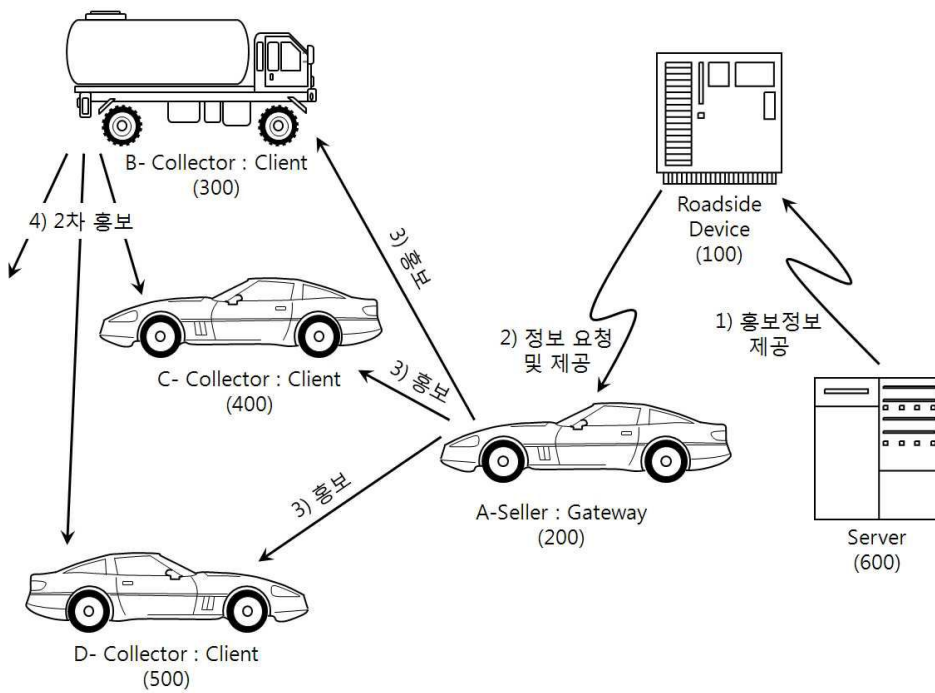 B- Collector : Client
(300)
4) 2차 홍보
3) 홍보
Roadside
Device
(100)
1) 홍보정보
제공
2) 정보 요청
및 제공
C- Collector : Client
(400)
3) 홍보
3) 홍보
A-Seller : Gateway
(200)
Server
(600)
D- Collector : Client
(500)